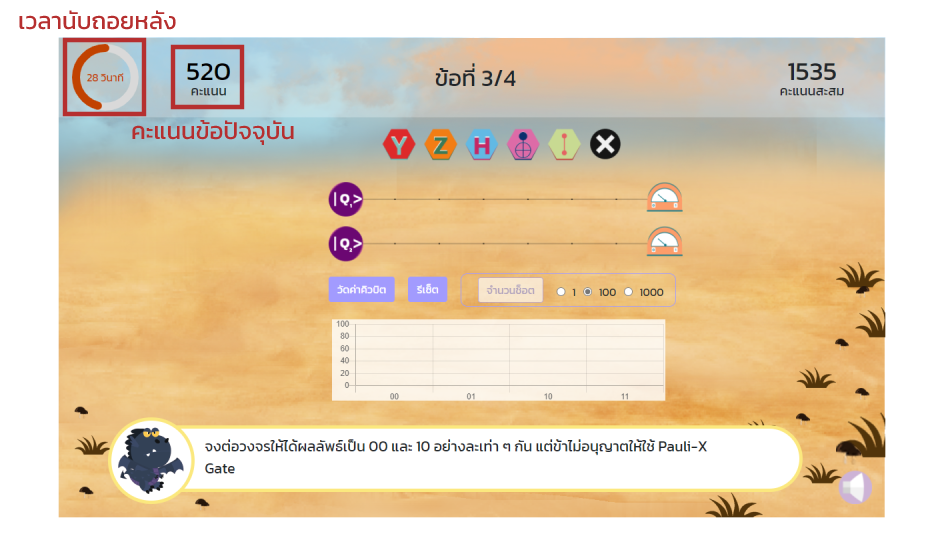 เวลานับถอยหลัง
28 วินาที
520
คะแนน
ข้อที่ 3/4
1535
คะแนนสะสม
คะแนนข้อปัจจุบัน
Y Z H
|Q₁>
|Q₂>
วัดค่าคิวบิต รีเซ็ต จำนวนช็อต 1 100 1000
100
80
60
40
20
0
00 01 10 11
จงต่อวงจรให้ได้ผลลัพธ์เป็น 00 และ 10 อย่างละเท่า ๆ กัน แต่ข้าไม่อนุญาตให้ใช้ Pauli-X
Gate